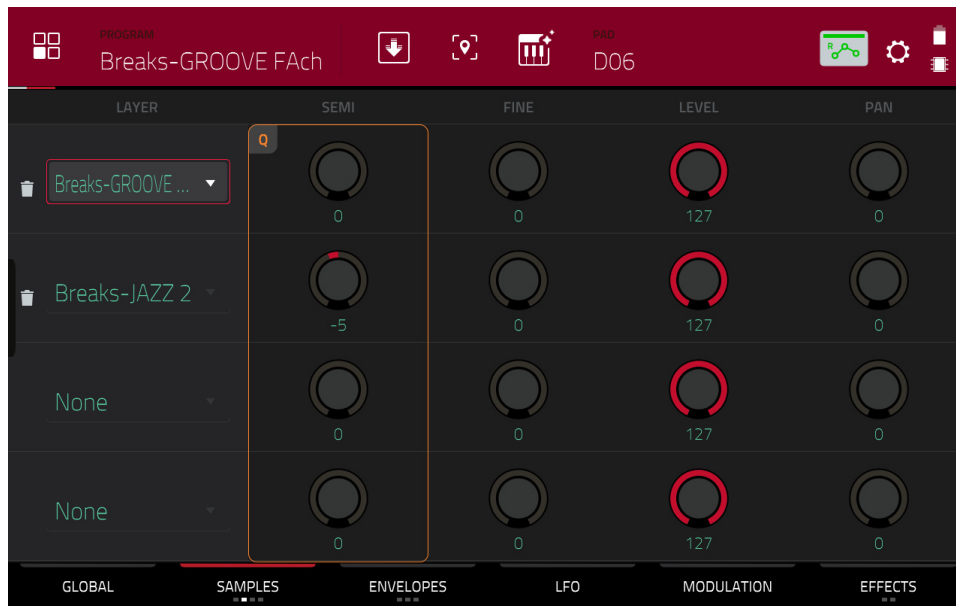 PROGRAM PAD
Breaks-GROOVE FAch D06
R
LAYER SEMI FINE LEVEL PAN
Q
Breaks-GROOVE ...
0 0 127 0
Breaks-JAZZ 2
-5 0 127 0
None
0 0 127 0
None
0 0 127 0
GLOBAL SAMPLES ENVELOPES LFO MODULATION EFFECTS